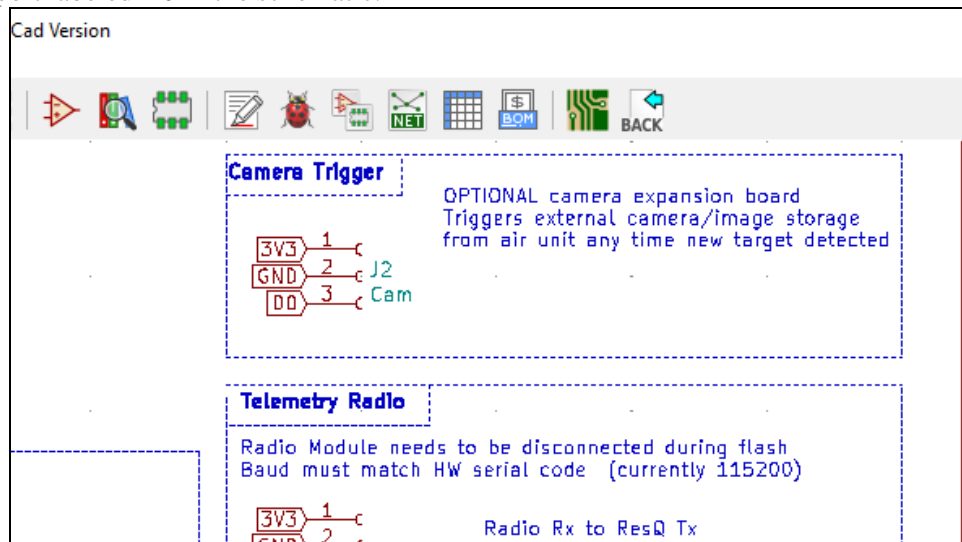 Cad Version
NET
$
BOM
BACK
Camera Trigger
OPTIONAL camera expansion board
Triggers external camera/image storage
from air unit any time new target detected
3V3 1
GND 2 J2
D0 3 Cam
Telemetry Radio
Radio Module needs to be disconnected during flash
Baud must match HW serial code (currently 115200)
3V3 1
GND 2
Radio Rx to ResQ Tx